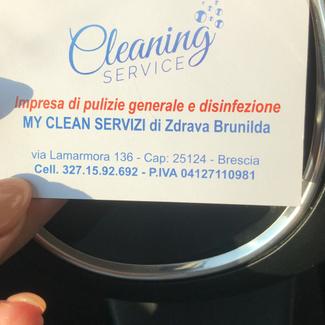 Cleaning
SERVICE
Impresa di pulizie generale e disinfezione
MY CLEAN SERVIZI di Zdrava Brunilda
via Lamarmora 136 - Cap: 25124 - Brescia
Cell. 327.15.92.692 - P.IVA 04127110981